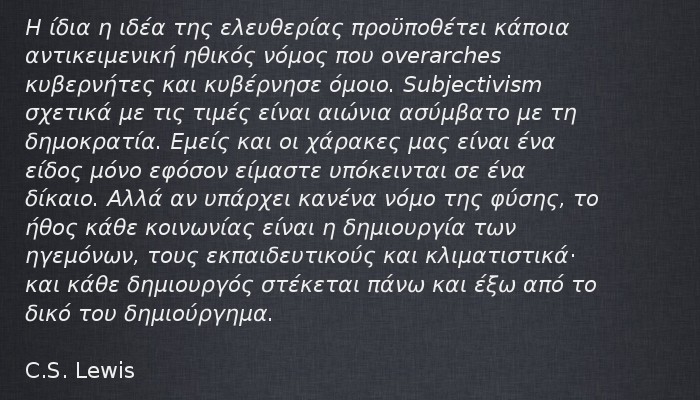 Η ίδια η ιδέα της ελευθερίας προϋποθέτει κάποια
αντικειμενική ηθικός νόμος που overarches
κυβερνήτες και κυβέρνησε όμοιο. Subjectivism
σχετικά με τις τιμές είναι αιώνια ασύμβατο με τη
δημοκρατία. Εμείς και οι χάρακες μας είναι ένα
είδος μόνο εφόσον είμαστε υπόκεινται σε ένα
δίκαιο. Αλλά αν υπάρχει κανένα νόμο της φύσης, το
ήθος κάθε κοινωνίας είναι η δημιουργία των
ηγεμόνων, τους εκπαιδευτικούς και κλιματιστικά·
και κάθε δημιουργός στέκεται πάνω και έξω από το
δικό του δημιούργημα.
C.S. Lewis